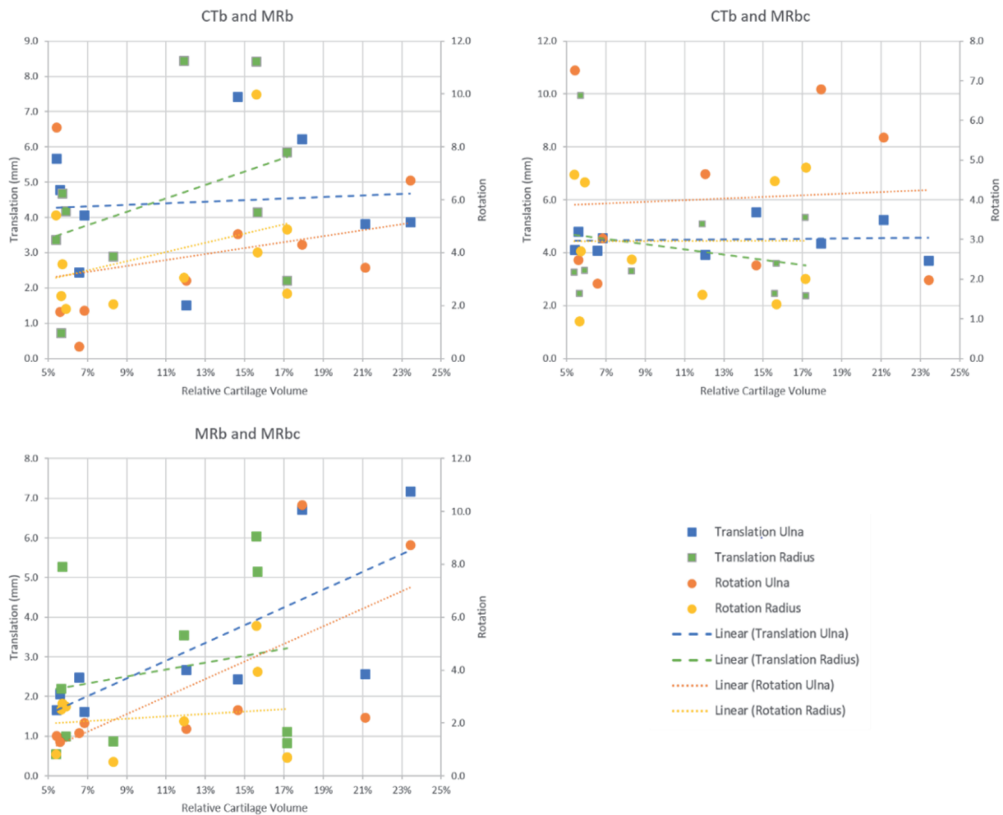 CTb and MRb
9.0
8.0
7.0
6.0
5.0
4.0
3.0
2.0
1.0
0.0
Translation (mm)
12.0
10.0
8.0
6.0
4.0
2.0
0.0
Rotation
5% 7% 9% 11% 13% 15% 17% 19% 21% 23% 25%
Relative Cartilage Volume
CTb and MRbc
12.0
10.0
8.0
6.0
4.0
2.0
0.0
Translation (mm)
8.0
7.0
6.0
5.0
4.0
3.0
2.0
1.0
0.0
Rotation
5% 7% 9% 11% 13% 15% 17% 19% 21% 23% 25%
Relative Cartilage Volume
MRb and MRbc
8.0
7.0
6.0
5.0
4.0
3.0
2.0
1.0
0.0
Translation (mm)
12.0
10.0
8.0
6.0
4.0
2.0
0.0
Rotation
5% 7% 9% 11% 13% 15% 17% 19% 21% 23% 25%
Relative Cartilage Volume
Translation Ulna
Translation Radius
Rotation Ulna
Rotation Radius
Linear (Translation Ulna)
Linear (Translation Radius)
Linear (Rotation Ulna)
Linear (Rotation Radius)